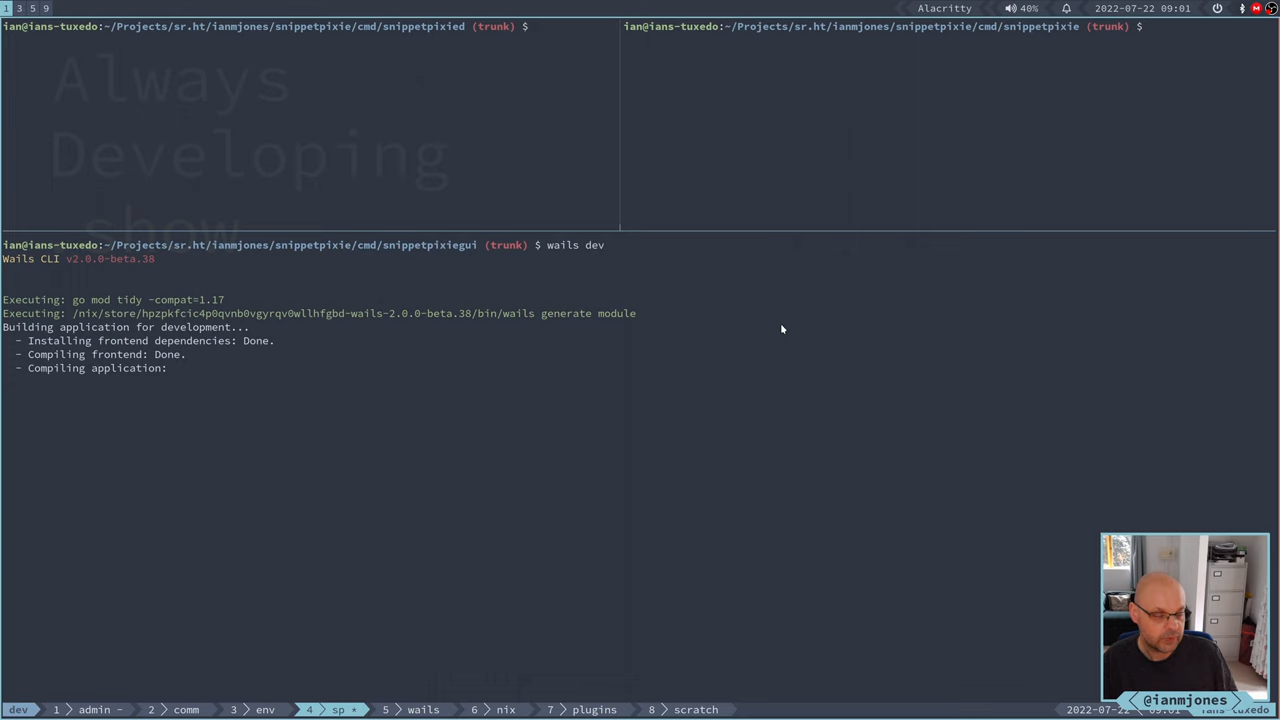 1 3 5 9
Alacritty 40% 2022-07-22 09:01
ian@ians-tuxedo:~/Projects/sr.ht/ianmjones/snippetpixie/cmd/snippetpixied (trunk) $
ian@ians-tuxedo:~/Projects/sr.ht/ianmjones/snippetpixie/cmd/snippetpixie (trunk) $
Always
Developing
show
ian@ians-tuxedo:~/Projects/sr.ht/ianmjones/snippetpixie/cmd/snippetpixiegui (trunk) $ wails dev
Wails CLI v2.0.0-beta.38
Executing: go mod tidy -compat=1.17
Executing: /nix/store/hpzpkfcic4p0qvnb0vgyrqv0wllhfgbd-wails-2.0.0-beta.38/bin/wails generate module
Building application for development...
- Installing frontend dependencies: Done.
- Compiling frontend: Done.
- Compiling application:
@ianmjones
dev 1 admin - 2 comm 3 env 4 sp * 5 wails 6 nix 7 plugins 8 scratch 2022-07-22 09:01 ians-tuxedo